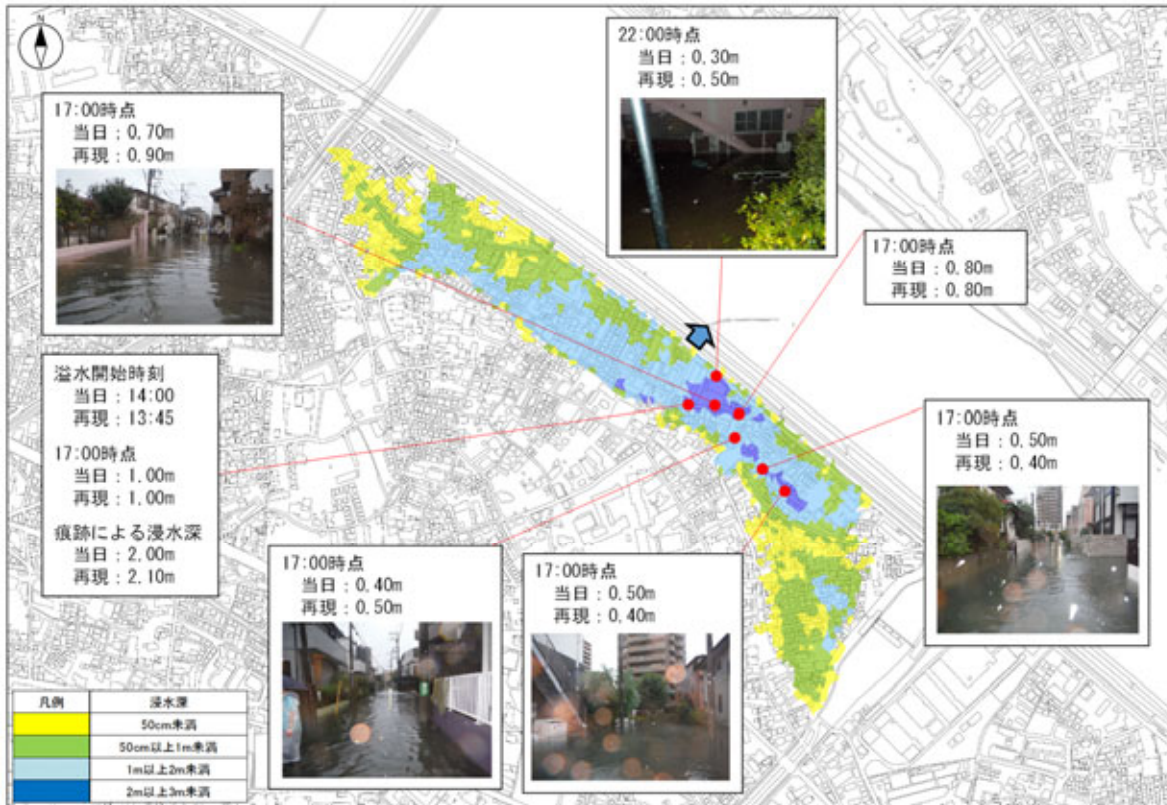 N
22:00時点
当日：0.30m
再現：0.50m
17:00時点
当日：0.70m
再現：0.90m
17:00時点
当日：0.80m
再現：0.80m
溢水開始時刻
当日：14:00
再現：13:45
17:00時点
当日：1.00m
再現：1.00m
痕跡による浸水深
当日：2.00m
再現：2.10m
17:00時点
当日：0.50m
再現：0.40m
17:00時点
当日：0.40m
再現：0.50m
17:00時点
当日：0.50m
再現：0.40m
凡例 浸水深
50cm未満
50cm以上1m未満
1m以上2m未満
2m以上3m未満